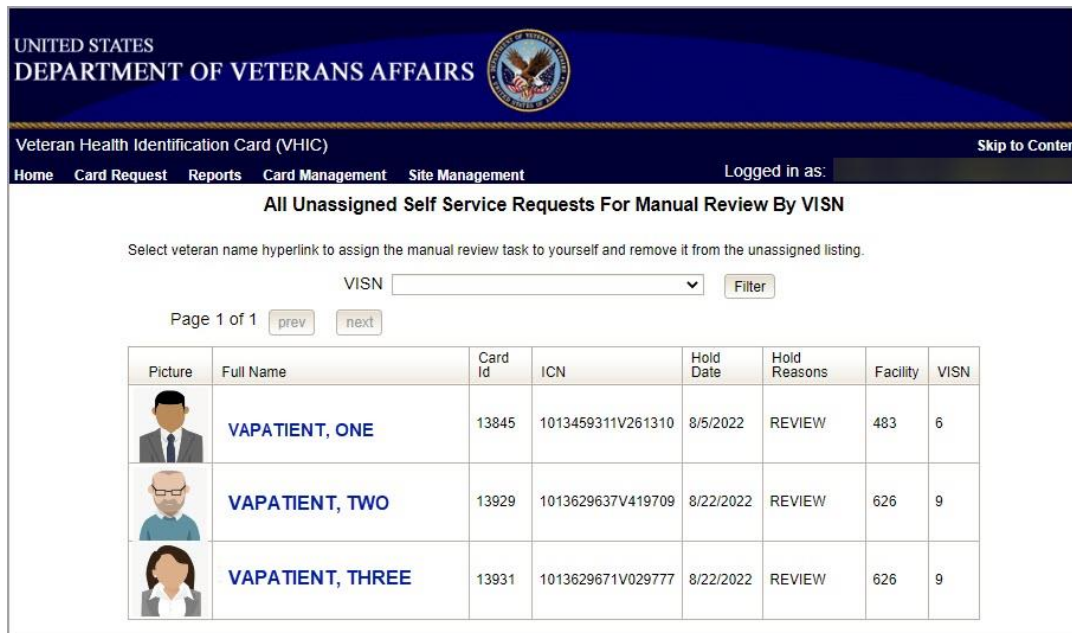 UNITED STATES
DEPARTMENT OF VETERANS AFFAIRS
Veteran Health Identification Card (VHIC)
Skip to Conten
Home Card Request Reports Card Management Site Management Logged in as:
All Unassigned Self Service Requests For Manual Review By VISN
Select veteran name hyperlink to assign the manual review task to yourself and remove it from the unassigned listing.
VISN Filter
Page 1 of 1 prev next
Picture Full Name Card Id ICN Hold Date Hold Reasons Facility VISN
VAPATIENT, ONE 13845 1013459311V261310 8/5/2022 REVIEW 483 6
VAPATIENT, TWO 13929 1013629637V419709 8/22/2022 REVIEW 626 9
VAPATIENT, THREE 13931 1013629671V029777 8/22/2022 REVIEW 626 9